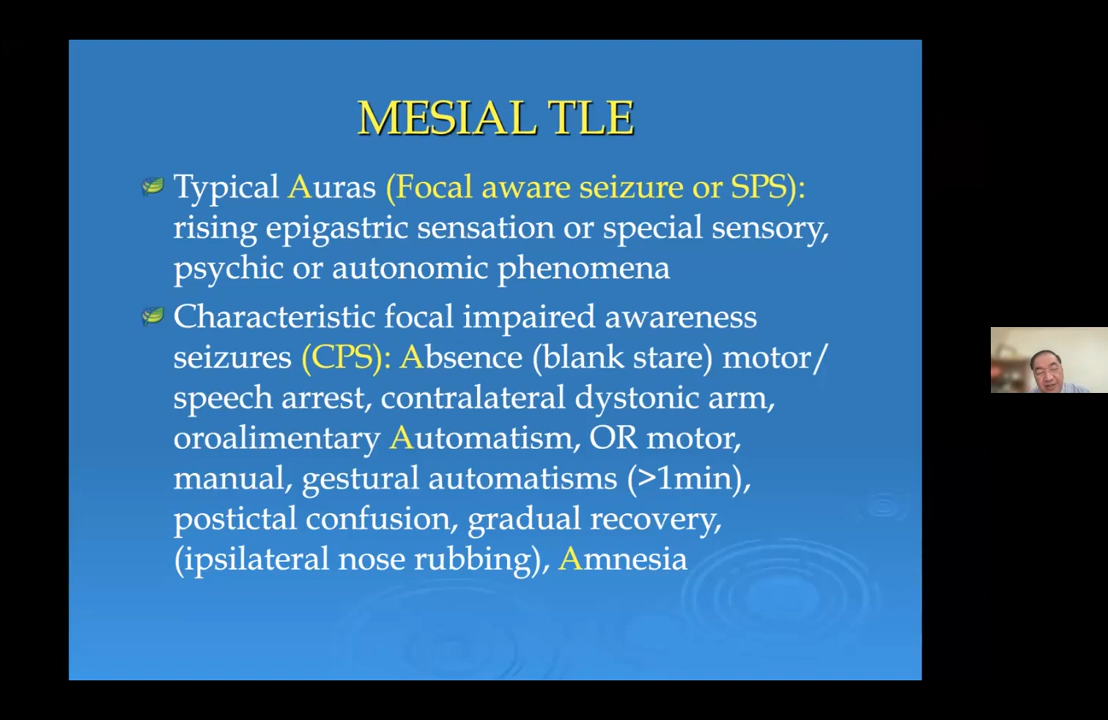 MESIAL TLE
Typical Auras (Focal aware seizure or SPS):
rising epigastric sensation or special sensory,
psychic or autonomic phenomena
Characteristic focal impaired awareness
seizures (CPS): Absence (blank stare) motor/
speech arrest, contralateral dystonic arm,
oroalimentary Automatism, OR motor,
manual, gestural automatisms (>1min),
postictal confusion, gradual recovery,
(ipsilateral nose rubbing), Amnesia